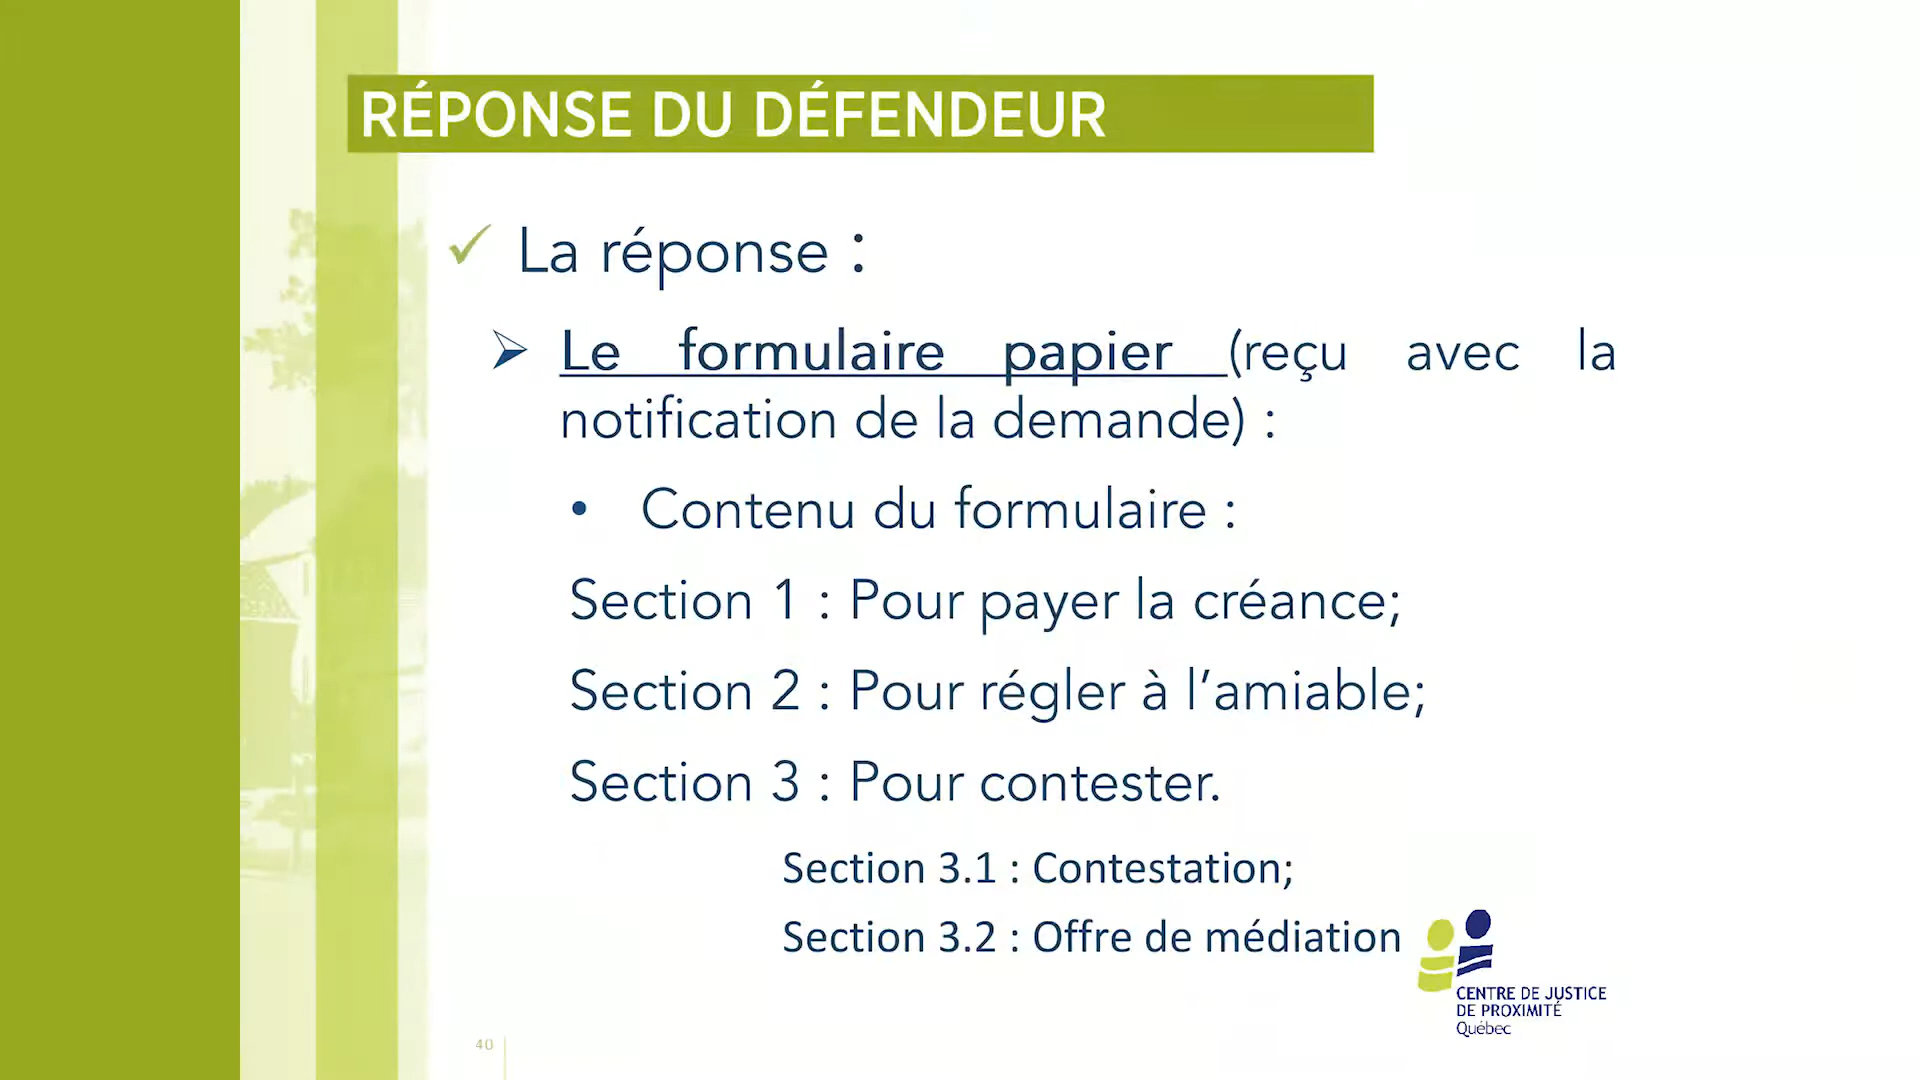 RÉPONSE DU DÉFENDEUR
La réponse :
Le formulaire papier (reçu avec la
notification de la demande) :
• Contenu du formulaire :
Section 1 : Pour payer la créance;
Section 2 : Pour régler à l’amiable;
Section 3 : Pour contester.
Section 3.1 : Contestation;
Section 3.2 : Offre de médiation
CENTRE DE JUSTICE
DE PROXIMITÉ
Québec
40